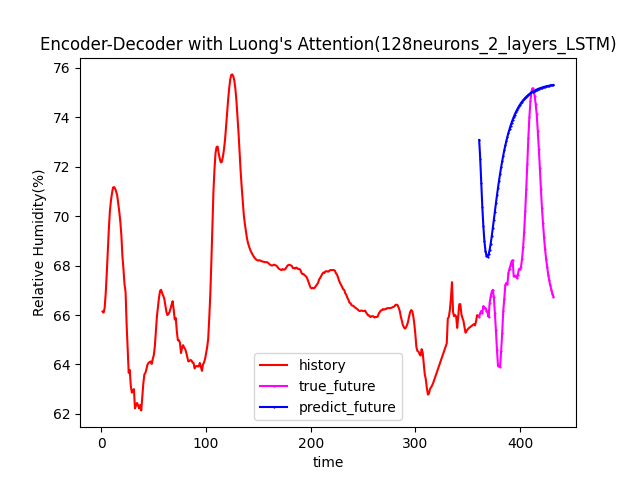 Encoder-Decoder with Luong's Attention(128neurons_2_layers_LSTM)
76
74
72
70
68
66
64
62
Relative Humidity(%)
history
true_future
predict_future
0 100 200 300 400
time